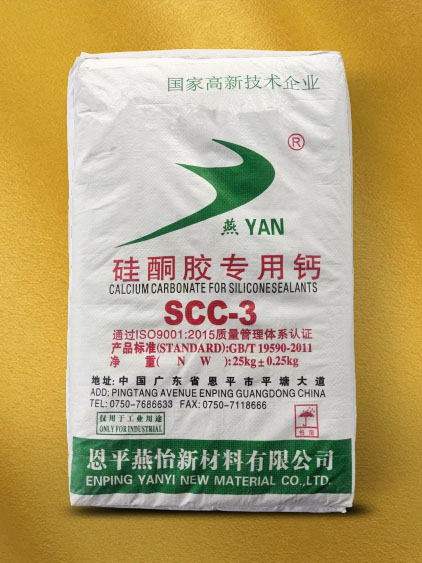 国家高新技术企业
®
燕 YAN
硅酮胶专用钙
CALCIUM CARBONATE FOR SILICONESEALANTS
SCC-3
通过ISO9001:2015质量管理体系认证
产品标准(STANDARD):GB/T 19590-2011
净 重( N W ):25kg±0.25kg
地址:中国广东省恩平市平塘大道
ADD: PINGTANG AVENUE ENPING GUANGDONG CHINA
TEL: 0750-7686633 FAX: 0750-7118666
仅用于工业用途
ONLY FOR INDUSTRIAL
恩平燕怡新材料有限公司
ENPING YANYI NEW MATERIAL CO.,LTD.